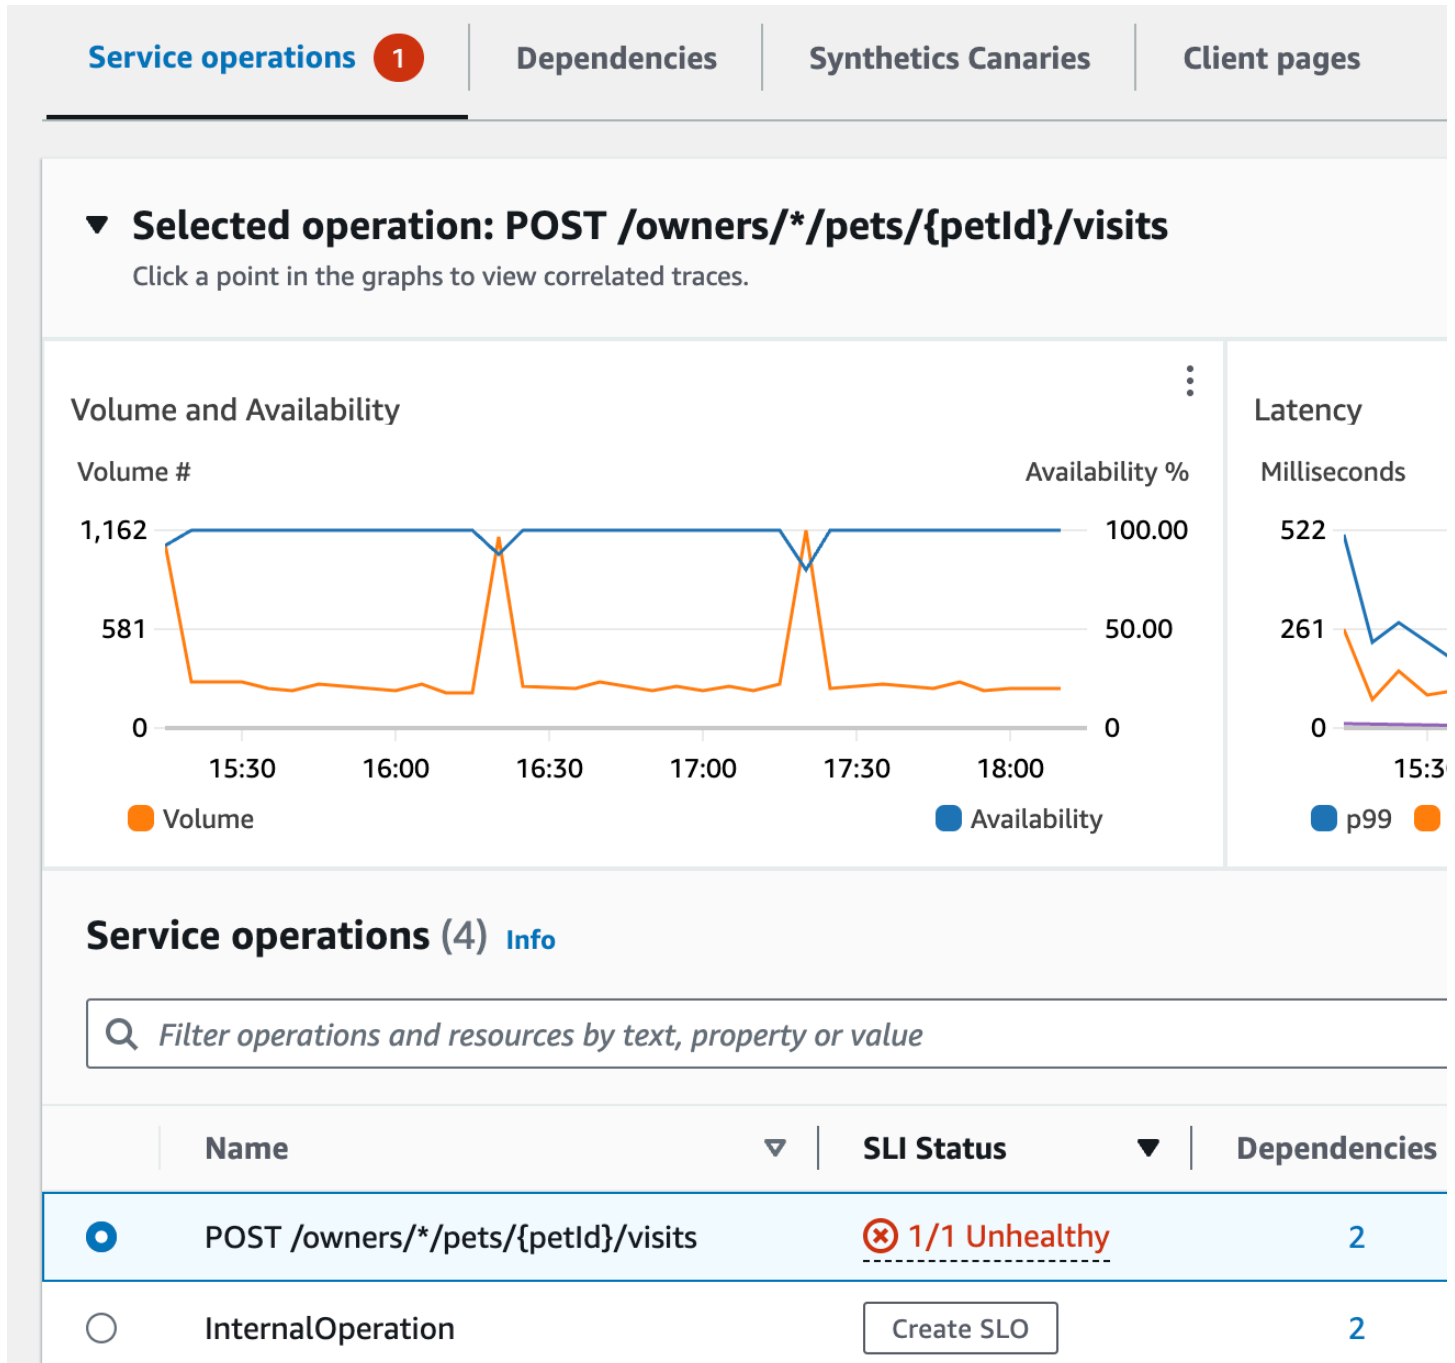 Service operations 1 Dependencies Synthetics Canaries Client pages
Selected operation: POST /owners/*/pets/{petId}/visits
Click a point in the graphs to view correlated traces.
Volume and Availability
Volume # Availability %
1,162 100.00
581 50.00
0 0
15:30 16:00 16:30 17:00 17:30 18:00
Volume Availability
Latency
Milliseconds
522
261
0
15:3
p99
Service operations (4) Info
Filter operations and resources by text, property or value
Name SLI Status Dependencies
POST /owners/*/pets/{petId}/visits 1/1 Unhealthy 2
InternalOperation Create SLO 2